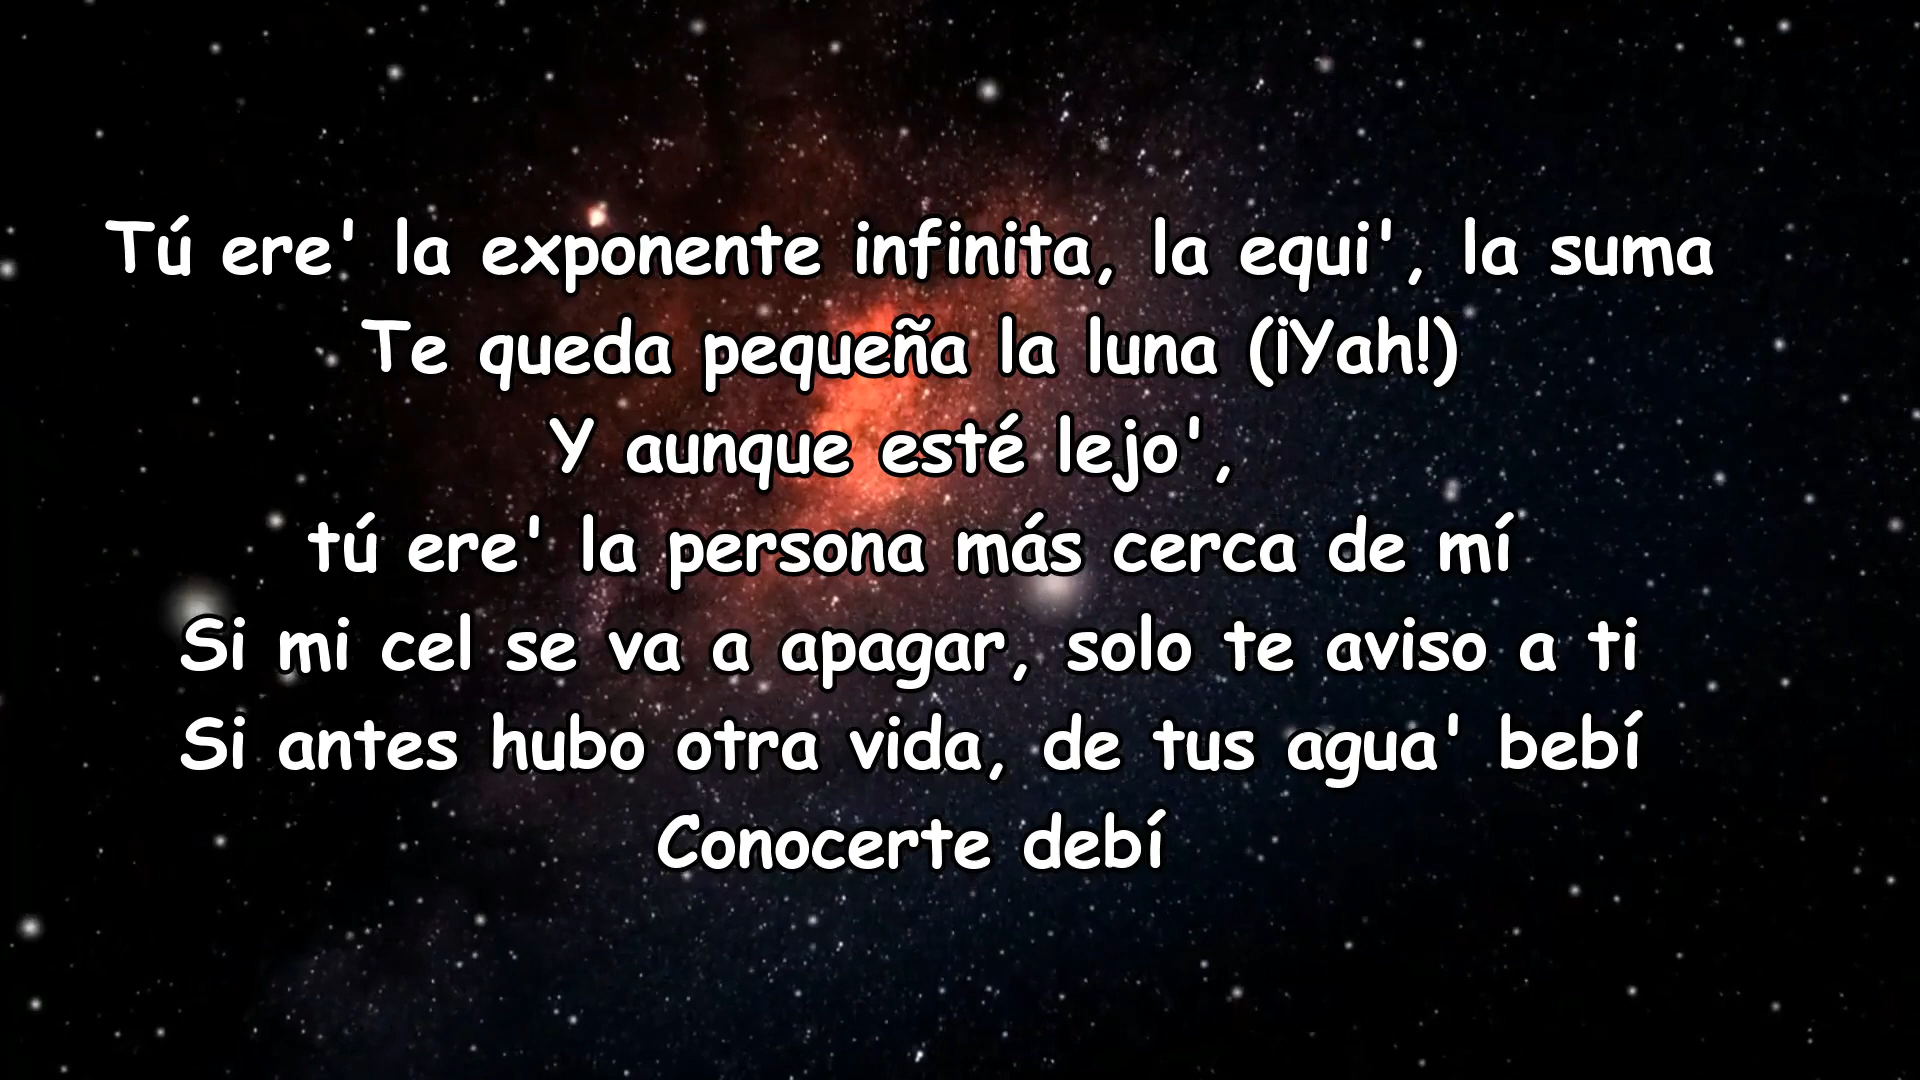 Tú ere' la exponente infinita, la equi', la suma
Te queda pequeña la luna (¡Yah!)
Y aunque esté lejo',
tú ere' la persona más cerca de mí
Si mi cel se va a apagar, solo te aviso a ti
Si antes hubo otra vida, de tus agua' bebí
Conocerte debí